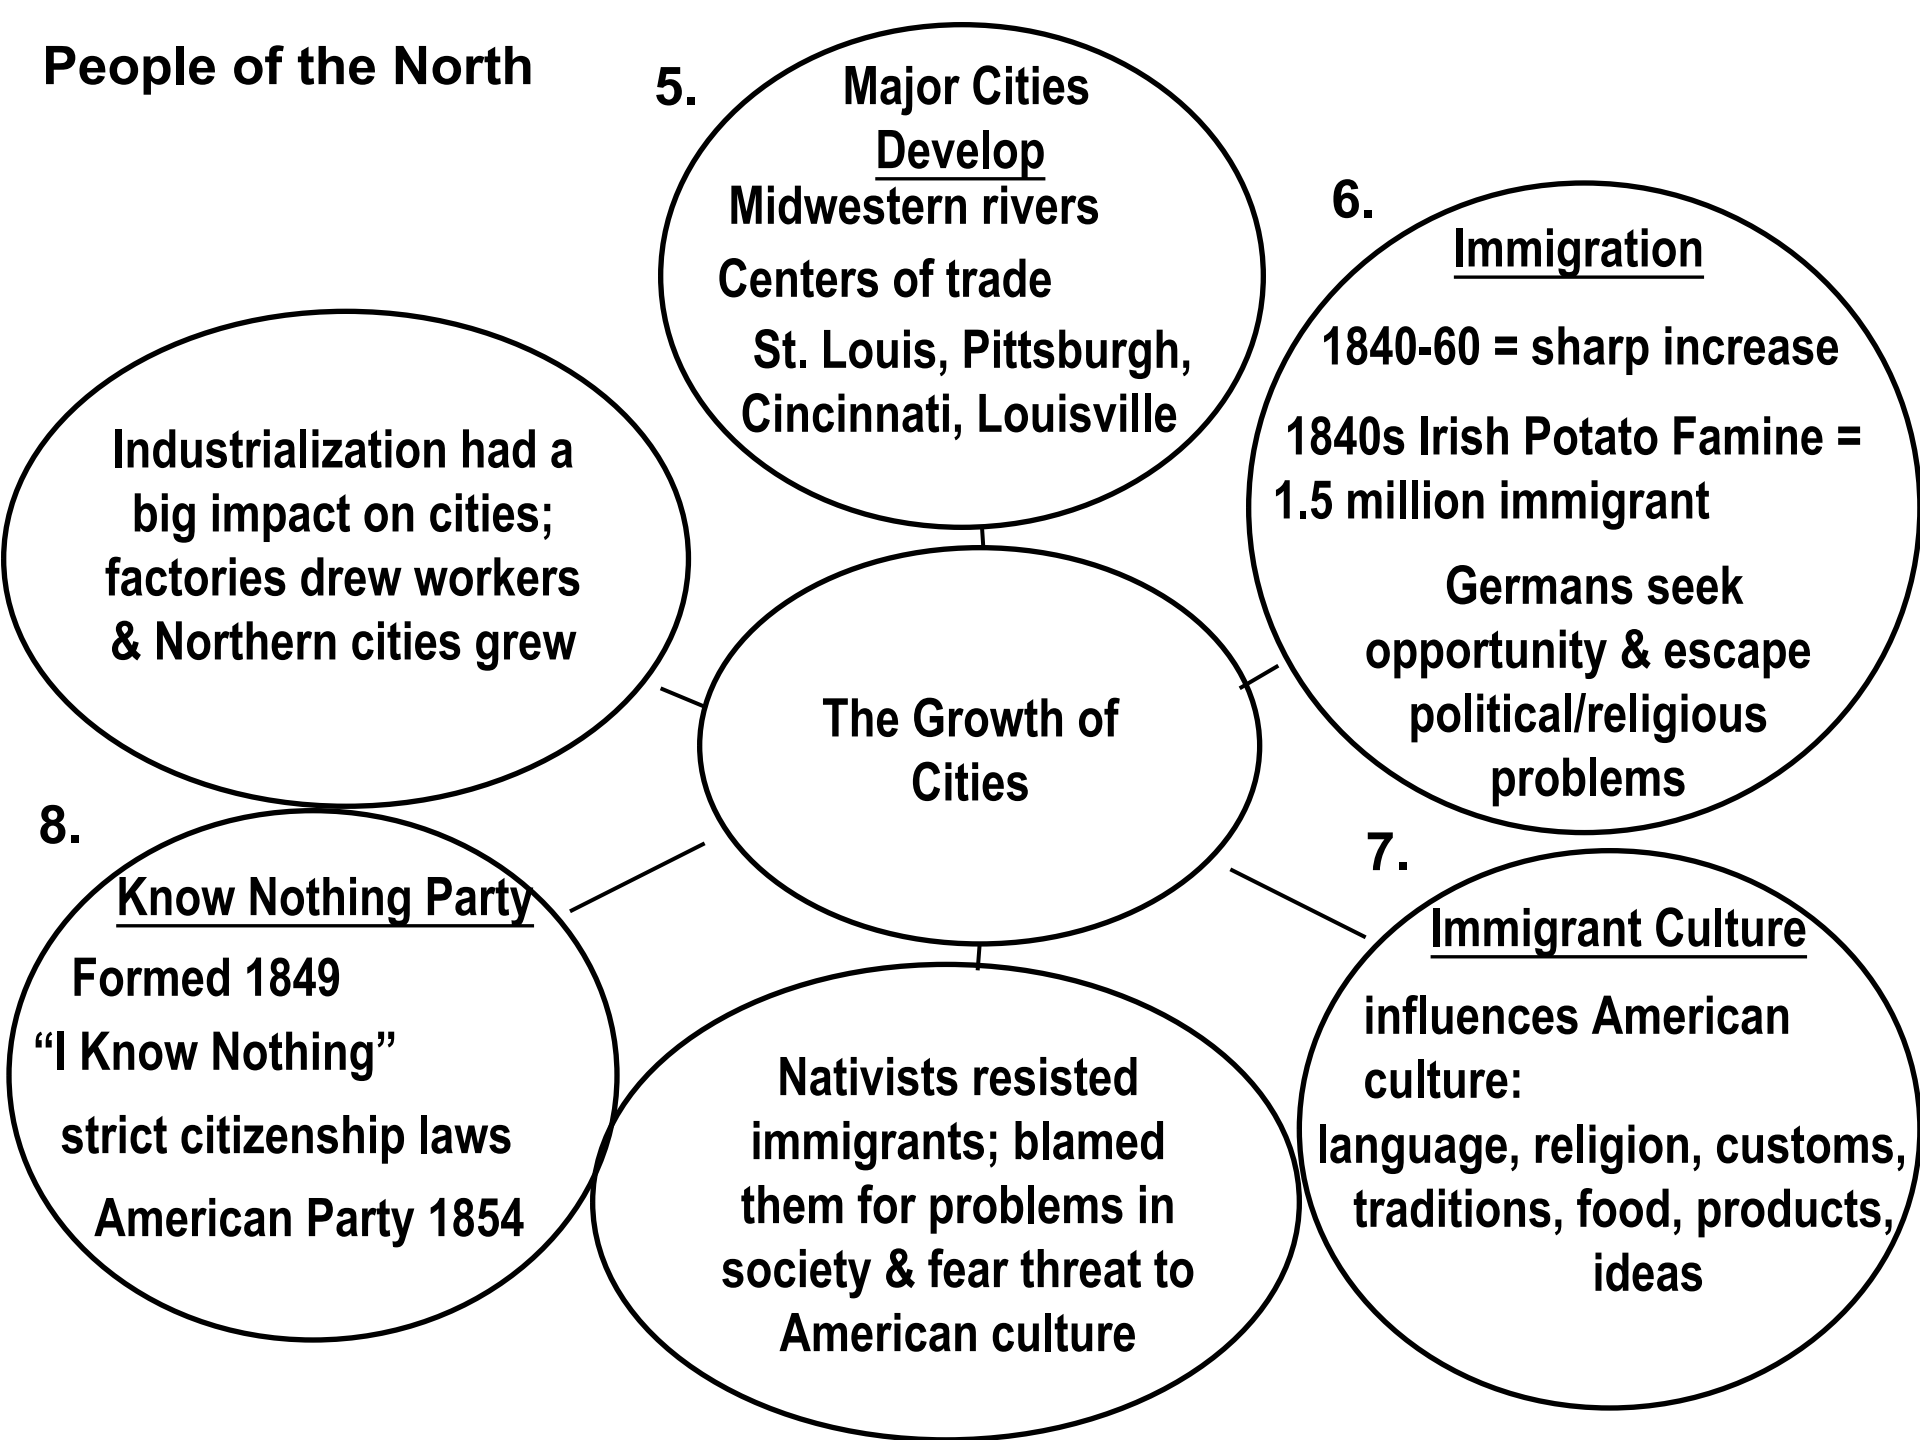 People of the North
5.
Major Cities
Develop
Midwestern rivers
Centers of trade
St. Louis, Pittsburgh,
Cincinnati, Louisville
6.
Immigration
1840-60 = sharp increase
1840s Irish Potato Famine =
1.5 million immigrant
Germans seek
opportunity & escape
political/religious
problems
Industrialization had a
big impact on cities;
factories drew workers
& Northern cities grew
The Growth of
Cities
8.
Know Nothing Party
Formed 1849
“I Know Nothing”
strict citizenship laws
American Party 1854
Nativists resisted
immigrants; blamed
them for problems in
society & fear threat to
American culture
7.
Immigrant Culture
influences American
culture:
language, religion, customs,
traditions, food, products,
ideas